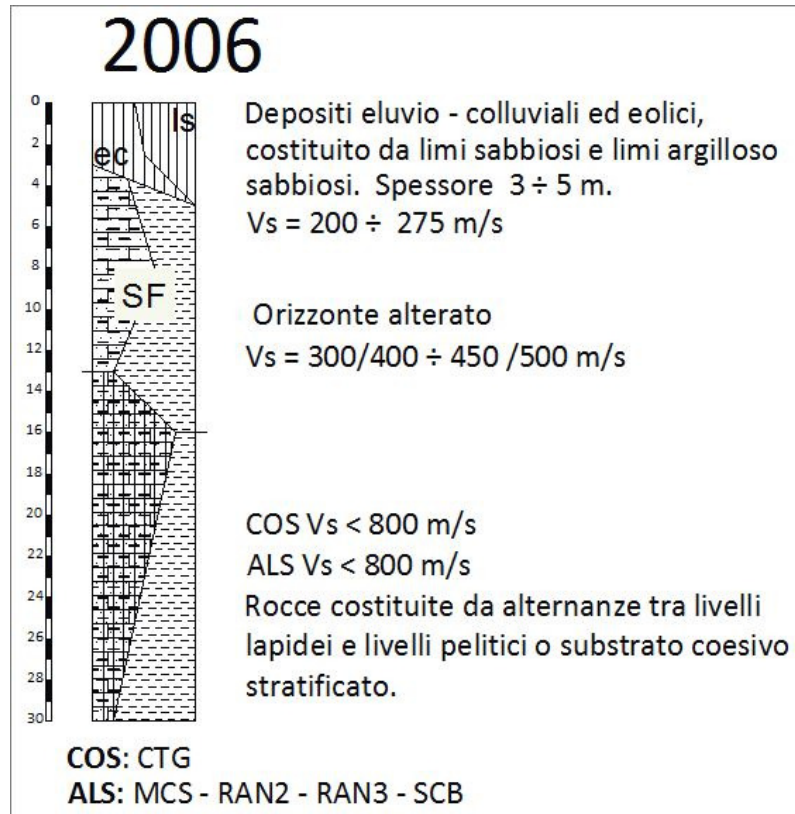 2006
0
2
4
6
8
10
12
14
16
18
20
22
24
26
28
30
ls
ec
SF
Depositi eluvio - colluviali ed eolici,
costituito da limi sabbiosi e limi argilloso
sabbiosi. Spessore 3 ÷ 5 m.
Vs = 200 ÷ 275 m/s
Orizzonte alterato
Vs = 300/400 ÷ 450 /500 m/s
COS Vs < 800 m/s
ALS Vs < 800 m/s
Rocce costituite da alternanze tra livelli
lapidei e livelli pelitici o substrato coesivo
stratificato.
COS: CTG
ALS: MCS - RAN2 - RAN3 - SCB